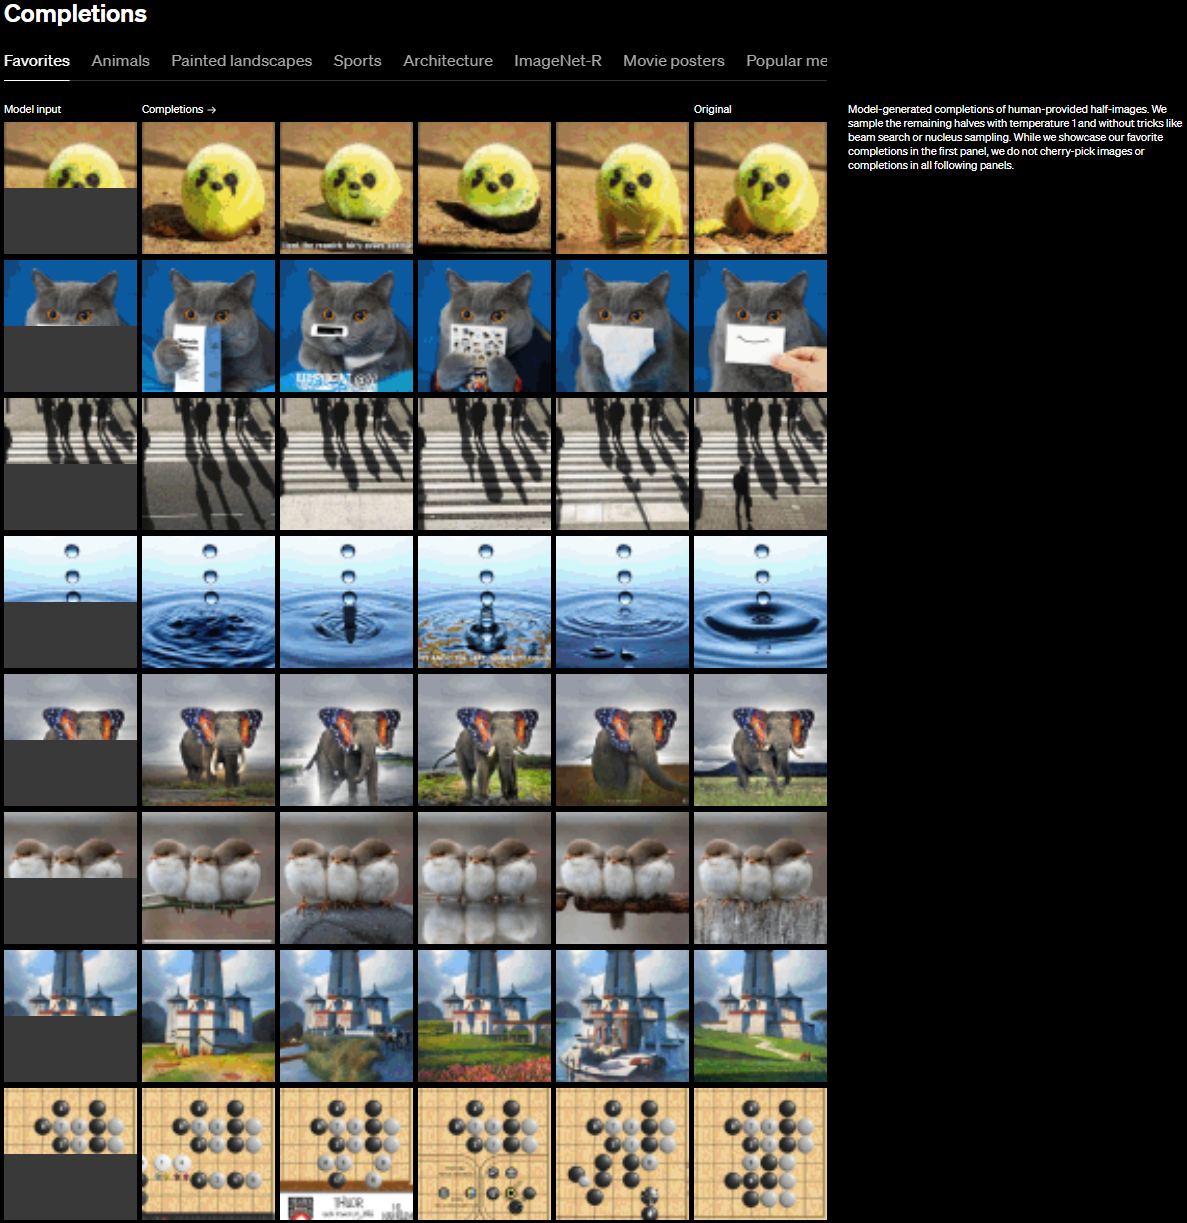 Completions
Favorites Animals Painted landscapes Sports Architecture ImageNet-R Movie posters Popular me
Model input Completions → Original
Model-generated completions of human-provided half-images. We
sample the remaining halves with temperature 1 and without tricks like
beam search or nucleus sampling. While we showcase our favorite
completions in the first panel, we do not cherry-pick images or
completions in all following panels.